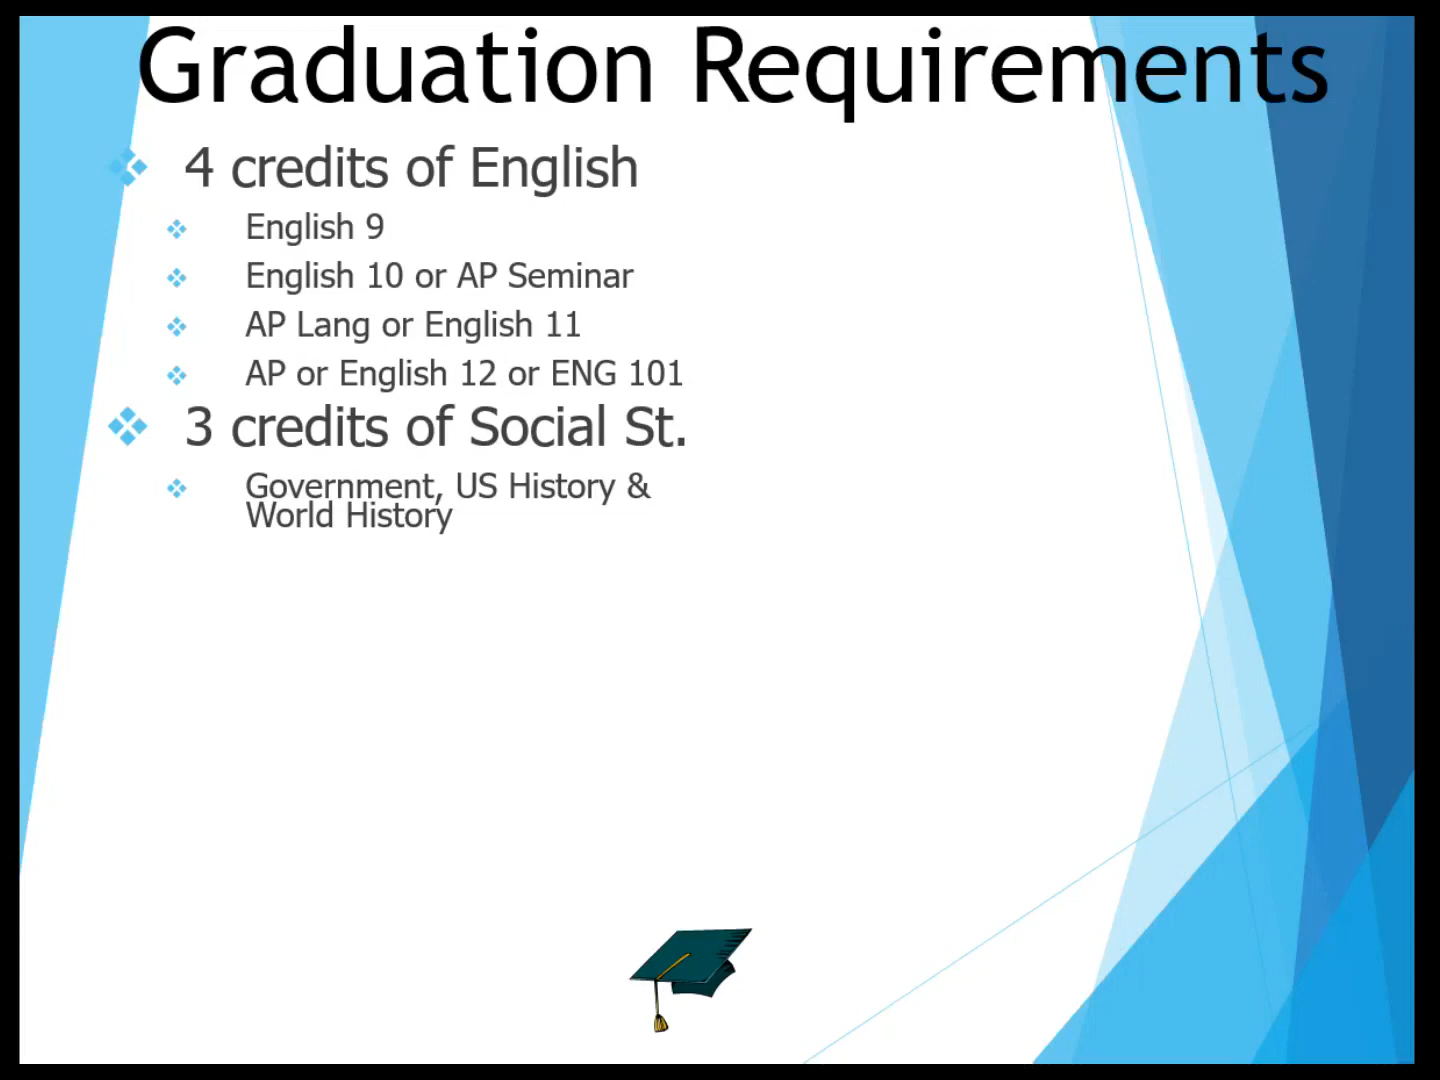 Graduation Requirements
4 credits of English
English 9
English 10 or AP Seminar
AP Lang or English 11
AP or English 12 or ENG 101
3 credits of Social St.
Government, US History &
World History